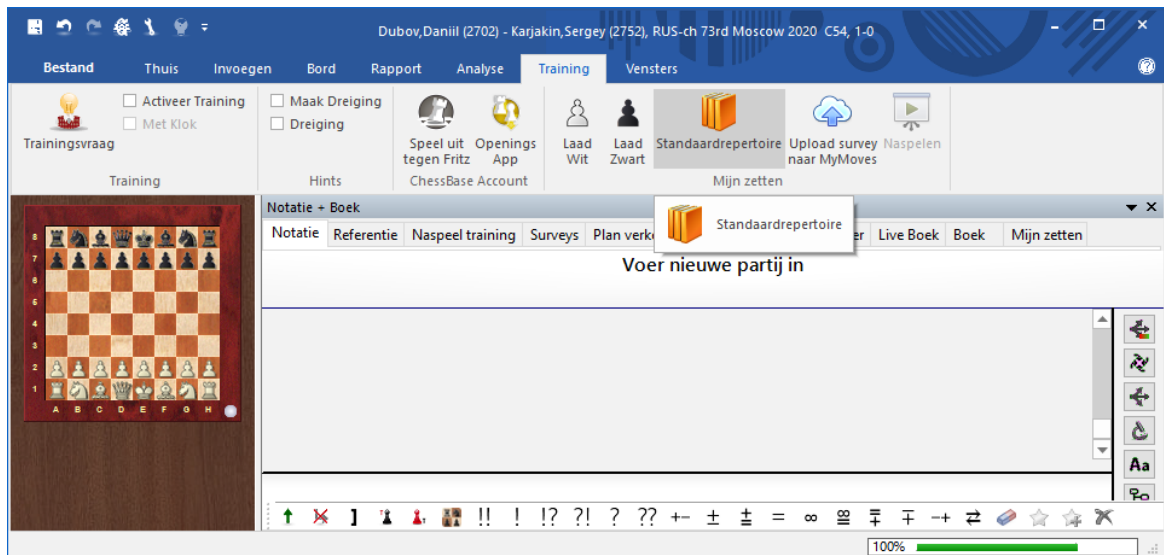 Dubov,Daniil (2702) - Karjakin,Sergey (2752), RUS-ch 73rd Moscow 2020 C54, 1-0
Bestand Thuis Invoegen Bord Rapport Analyse Training Vensters
Trainingsvraag
Activeer Training
Met Klok
Training
Maak Dreiging
Dreiging
Hints
Speel uit tegen Fritz
Openings App
ChessBase Account
Laad Wit
Laad Zwart
Standaardrepertoire
Upload survey naar MyMoves
Naspelen
Mijn zetten
Standaardrepertoire
Notatie + Boek
Notatie Referentie Naspeel training Surveys Plan Live Boek Boek Mijn zetten
Voer nieuwe partij in
8
7
6
5
4
3
2
1
A B C D E F G H
Aa
] !! ! !? ?! ? ?? +- ± ⩲ = ∞ ⯹ ⩱ ∓ -+ ⇄
100%